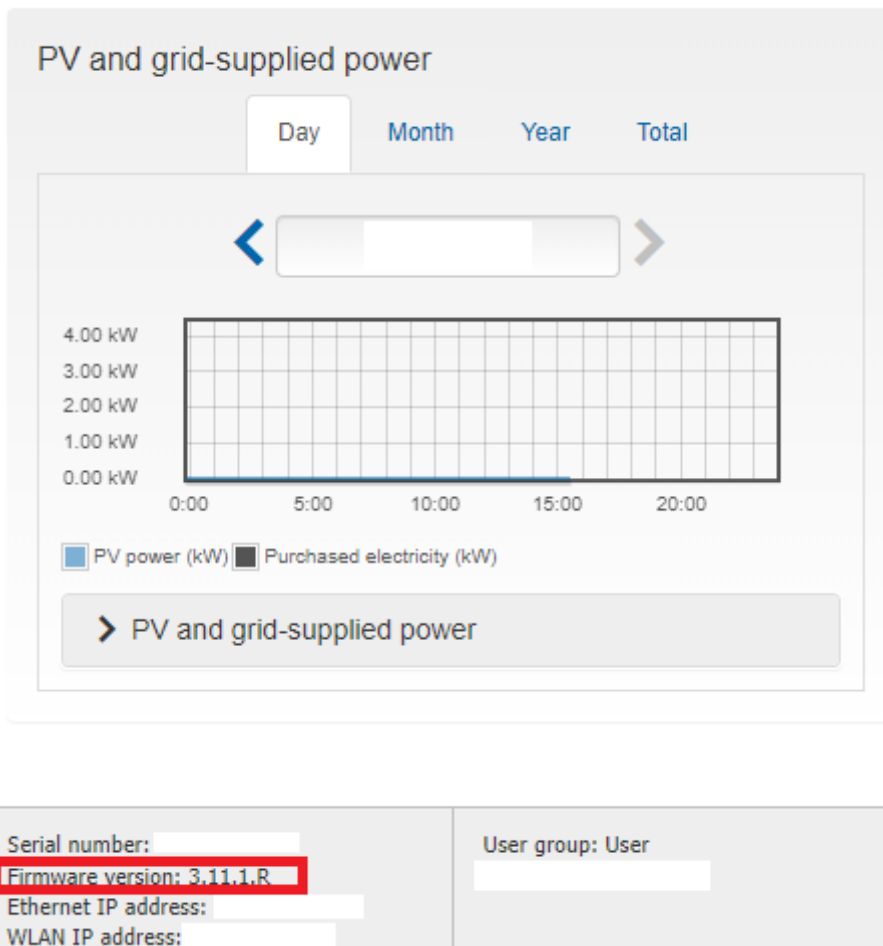 PV and grid-supplied power
Day Month Year Total
4.00 kW
3.00 kW
2.00 kW
1.00 kW
0.00 kW
0:00 5:00 10:00 15:00 20:00
PV power (kW) Purchased electricity (kW)
PV and grid-supplied power
Serial number:
User group: User
Firmware version: 3.11.1.R
Ethernet IP address:
WLAN IP address: